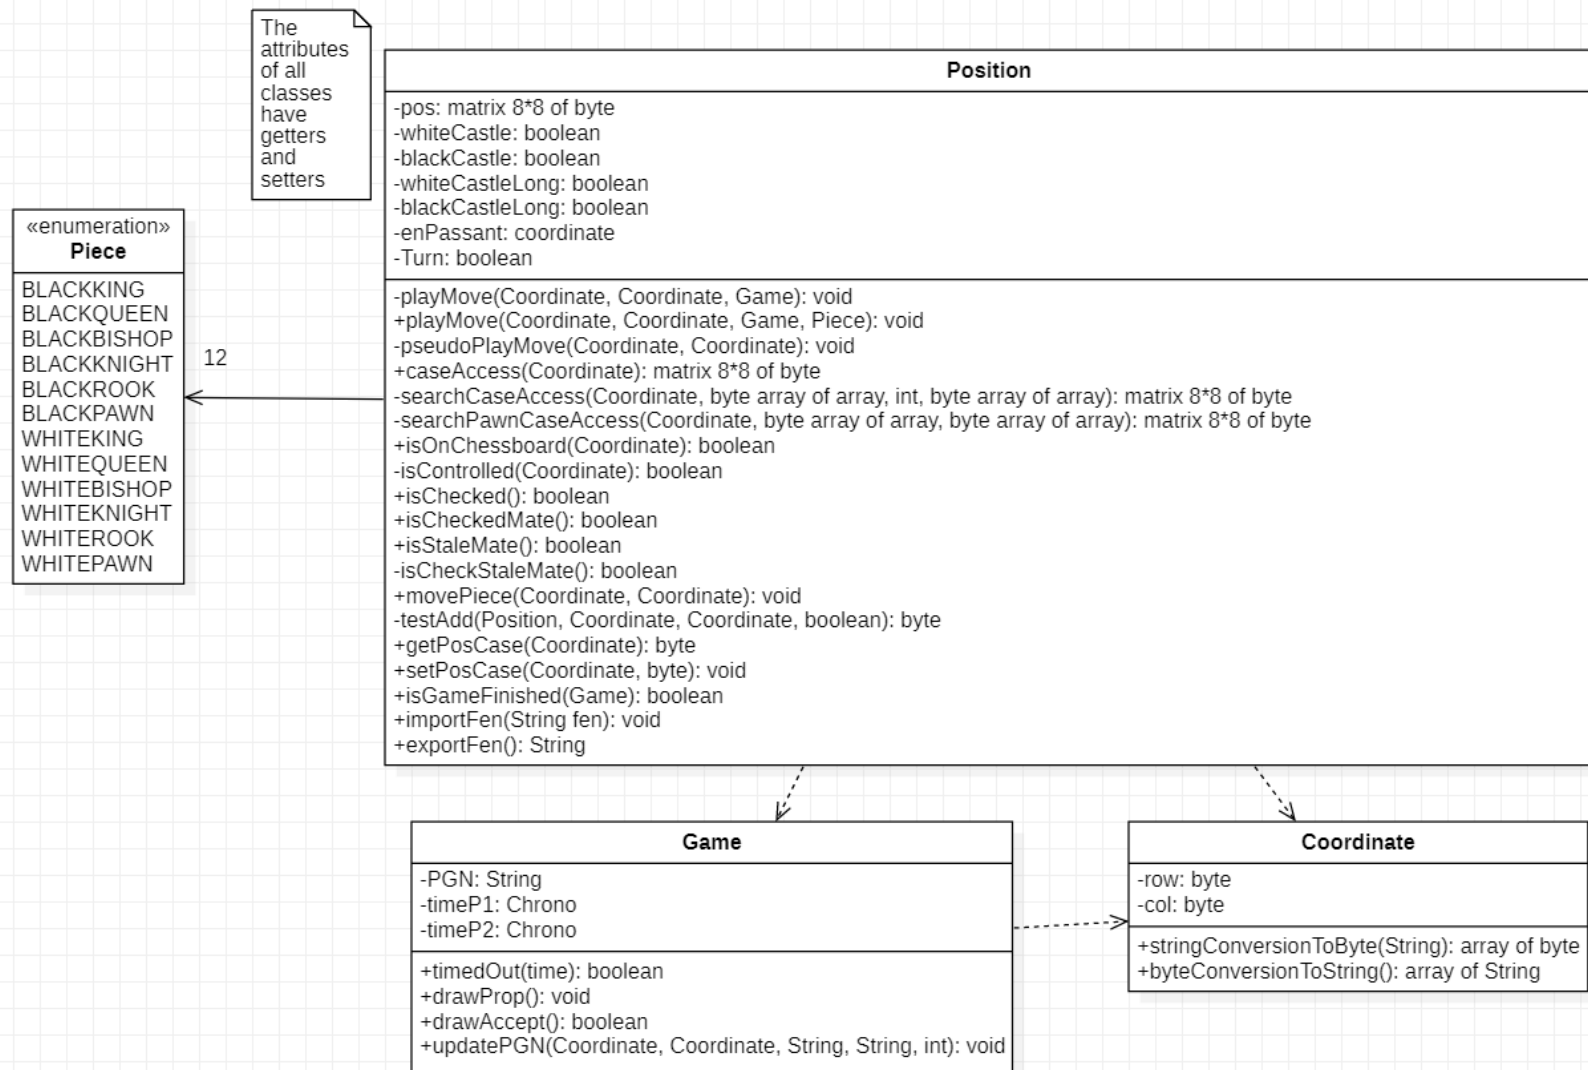 The
attributes
of all
classes
have
getters
and
setters
«enumeration»
Piece
BLACKKING
BLACKQUEEN
BLACKBISHOP
BLACKKNIGHT
BLACKROOK
BLACKPAWN
WHITEKING
WHITEQUEEN
WHITEBISHOP
WHITEKNIGHT
WHITEROOK
WHITEPAWN
12
Position
-pos: matrix 8*8 of byte
-whiteCastle: boolean
-blackCastle: boolean
-whiteCastleLong: boolean
-blackCastleLong: boolean
-enPassant: coordinate
-Turn: boolean
-playMove(Coordinate, Coordinate, Game): void
+playMove(Coordinate, Coordinate, Game, Piece): void
-pseudoPlayMove(Coordinate, Coordinate): void
+caseAccess(Coordinate): matrix 8*8 of byte
-searchCaseAccess(Coordinate, byte array of array, int, byte array of array): matrix 8*8 of byte
-searchPawnCaseAccess(Coordinate, byte array of array, byte array of array): matrix 8*8 of byte
+isOnChessboard(Coordinate): boolean
-isControlled(Coordinate): boolean
+isChecked(): boolean
+isCheckedMate(): boolean
+isStaleMate(): boolean
-isCheckStaleMate(): boolean
+movePiece(Coordinate, Coordinate): void
-testAdd(Position, Coordinate, Coordinate, boolean): byte
+getPosCase(Coordinate): byte
+setPosCase(Coordinate, byte): void
+isGameFinished(Game): boolean
+importFen(String fen): void
+exportFen(): String
Game
-PGN: String
-timeP1: Chrono
-timeP2: Chrono
+timedOut(time): boolean
+drawProp(): void
+drawAccept(): boolean
+updatePGN(Coordinate, Coordinate, String, String, int): void
Coordinate
-row: byte
-col: byte
+stringConversionToByte(String): array of byte
+byteConversionToString(): array of String